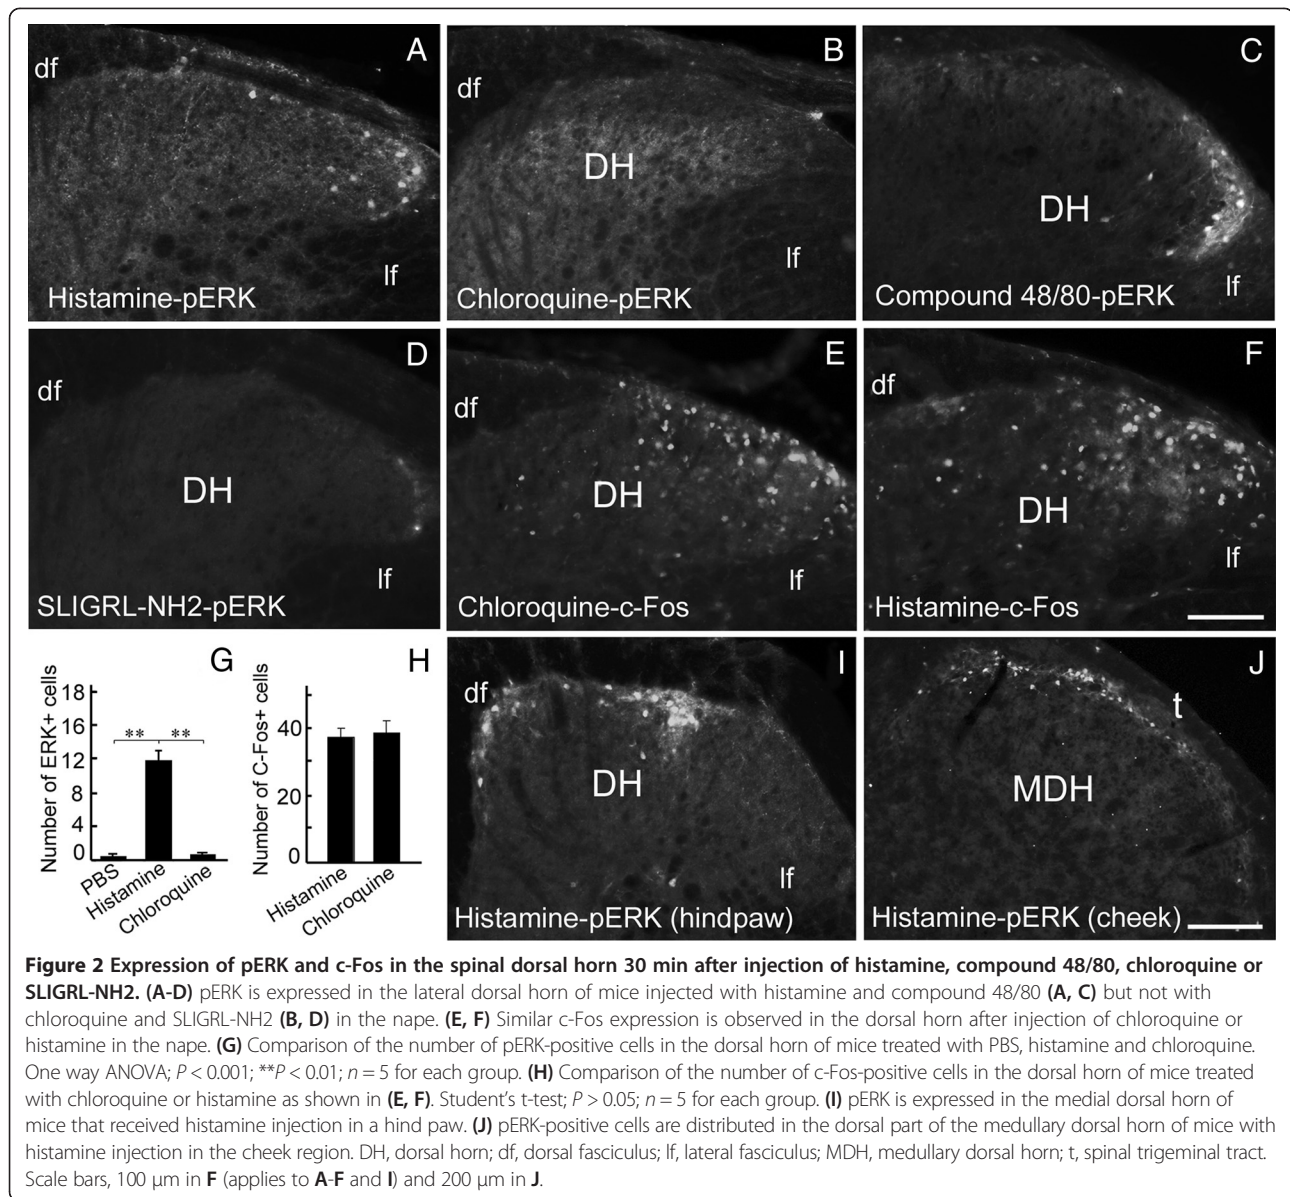 A
df
lf
Histamine-pERK
B
df
DH
lf
Chloroquine-pERK
C
DH
lf
Compound 48/80-pERK
D
df
DH
lf
SLIGRL-NH2-pERK
E
df
DH
lf
Chloroquine-c-Fos
F
df
DH
lf
Histamine-c-Fos
G
Number of ERK+ cells
18
16
12
8
4
0
** **
PBS
Histamine
Chloroquine
H
Number of C-Fos+ cells
40
20
0
Histamine
Chloroquine
I
df
DH
lf
Histamine-pERK (hindpaw)
J
t
MDH
Histamine-pERK (cheek)
Figure 2 Expression of pERK and c-Fos in the spinal dorsal horn 30 min after injection of histamine, compound 48/80, chloroquine or
SLIGRL-NH2. (A-D) pERK is expressed in the lateral dorsal horn of mice injected with histamine and compound 48/80 (A, C) but not with
chloroquine and SLIGRL-NH2 (B, D) in the nape. (E, F) Similar c-Fos expression is observed in the dorsal horn after injection of chloroquine or
histamine in the nape. (G) Comparison of the number of pERK-positive cells in the dorsal horn of mice treated with PBS, histamine and chloroquine.
One way ANOVA; P < 0.001; **P < 0.01; n = 5 for each group. (H) Comparison of the number of c-Fos-positive cells in the dorsal horn of mice treated
with chloroquine or histamine as shown in (E, F). Student's t-test; P > 0.05; n = 5 for each group. (I) pERK is expressed in the medial dorsal horn of
mice that received histamine injection in a hind paw. (J) pERK-positive cells are distributed in the dorsal part of the medullary dorsal horn of mice with
histamine injection in the cheek region. DH, dorsal horn; df, dorsal fasciculus; lf, lateral fasciculus; MDH, medullary dorsal horn; t, spinal trigeminal tract.
Scale bars, 100 μm in F (applies to A-F and I) and 200 μm in J.